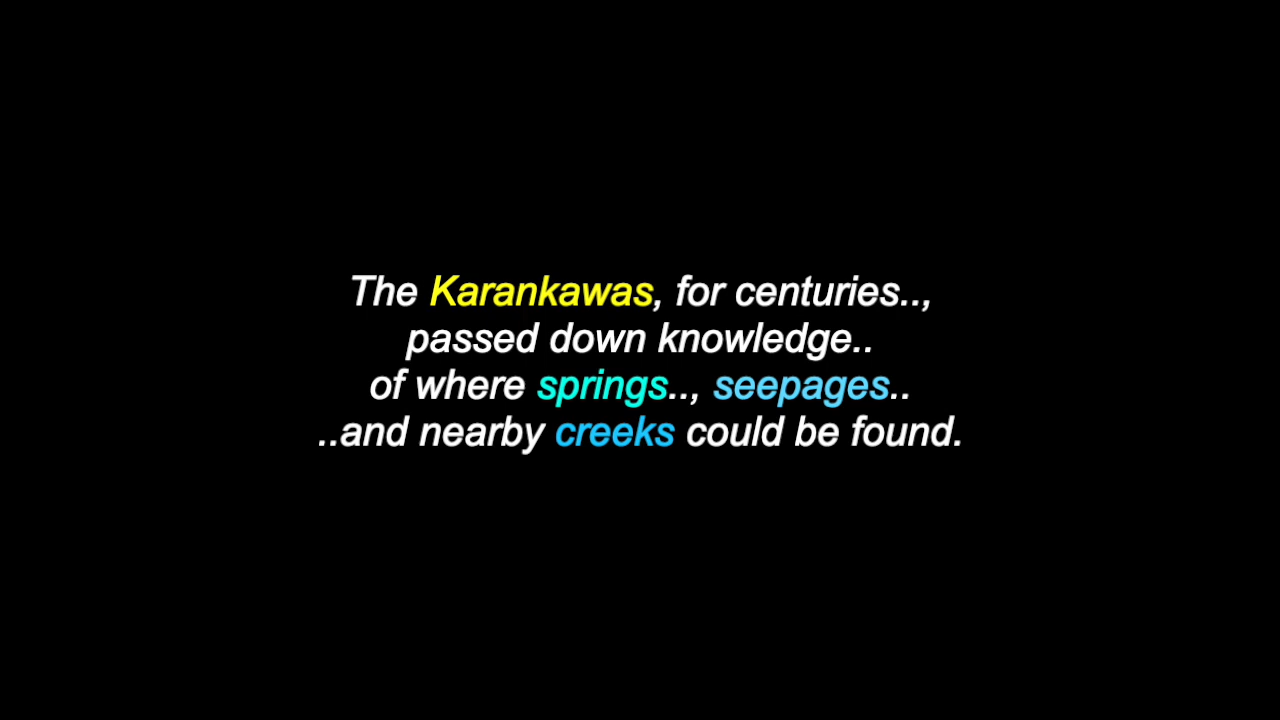 The Karankawas, for centuries..,
passed down knowledge..
of where springs.., seepages..
..and nearby creeks could be found.